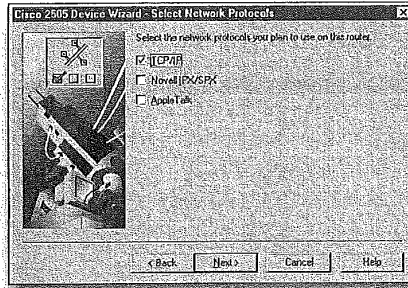 Cisco 2505 Device Wizard - Select Network Protocols
Select the network protocols you plan to use on this router.
TCP/IP
Novell IPX/SPX
AppleTalk
< Back
Next >
Cancel
Help